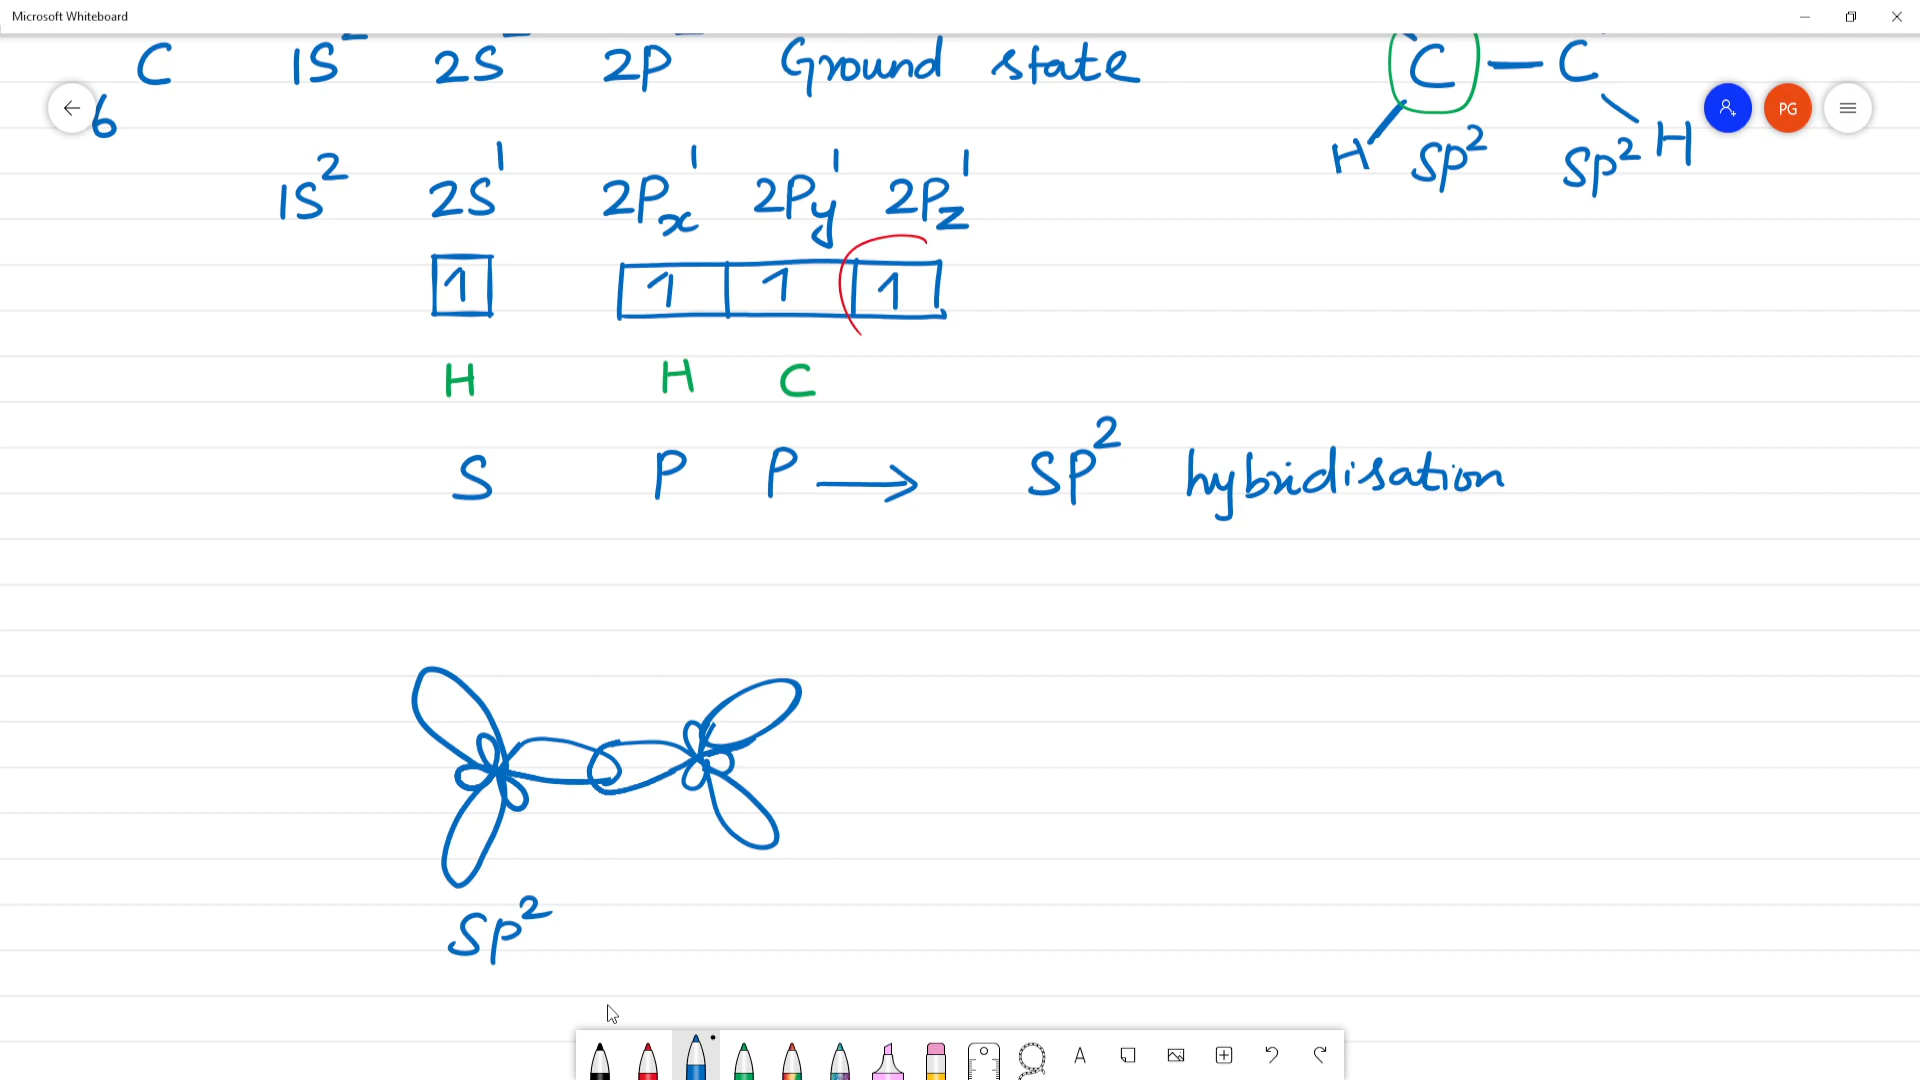 Microsoft Whiteboard
C 1S 2S 2P Ground state C — C
6 PG
H SP² SP² H
1S² 2S¹ 2Px¹ 2Py¹ 2Pz¹
1 1 1 1
H H C
S P P → SP² hybridisation
SP²
A